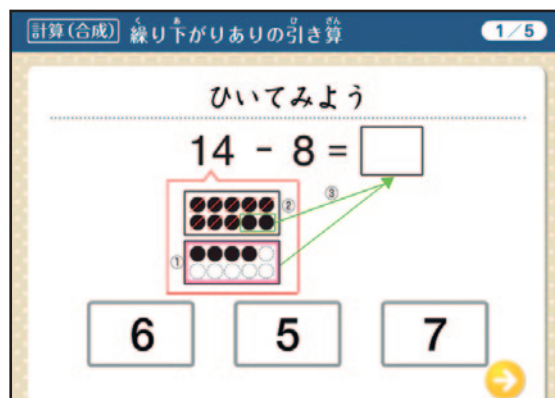 計算(合成) 繰り下がりありの引き算 1/5
ひいてみよう
14 - 8 =
②
③
①
6 5 7